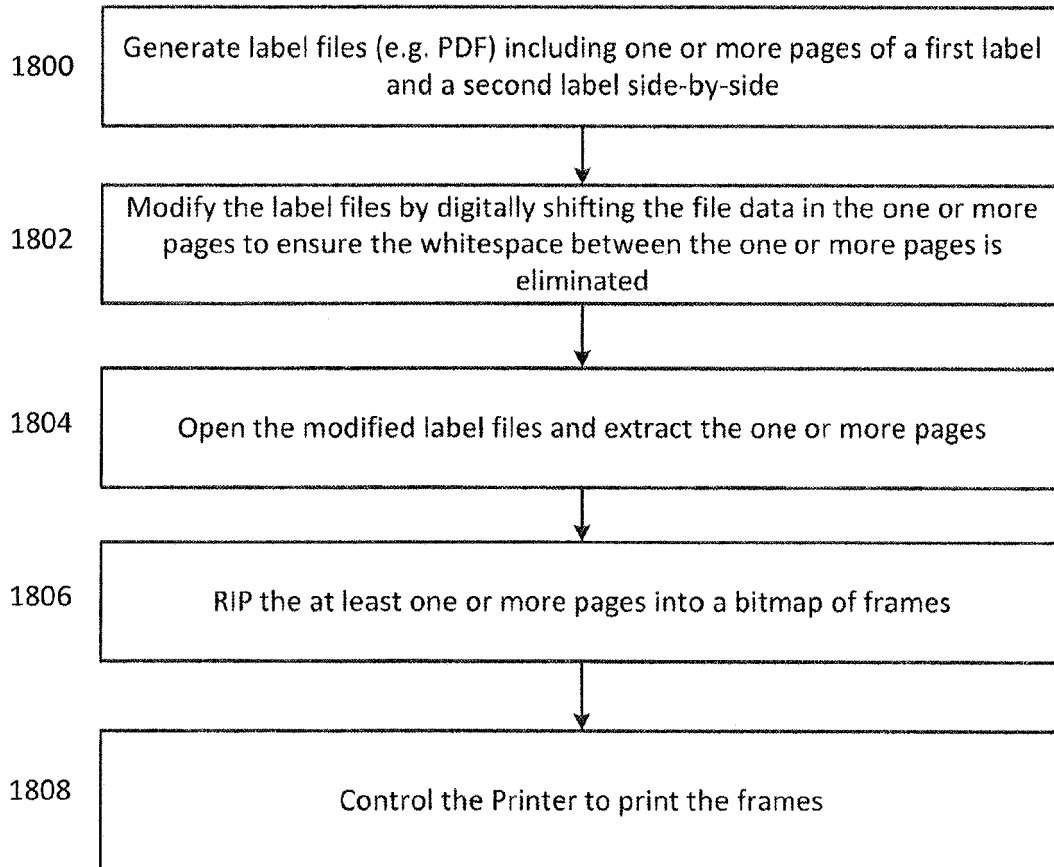 1800
Generate label files (e.g. PDF) including one or more pages of a first label
and a second label side-by-side
1802
Modify the label files by digitally shifting the file data in the one or more
pages to ensure the whitespace between the one or more pages is
eliminated
1804
Open the modified label files and extract the one or more pages
1806
RIP the at least one or more pages into a bitmap of frames
1808
Control the Printer to print the frames